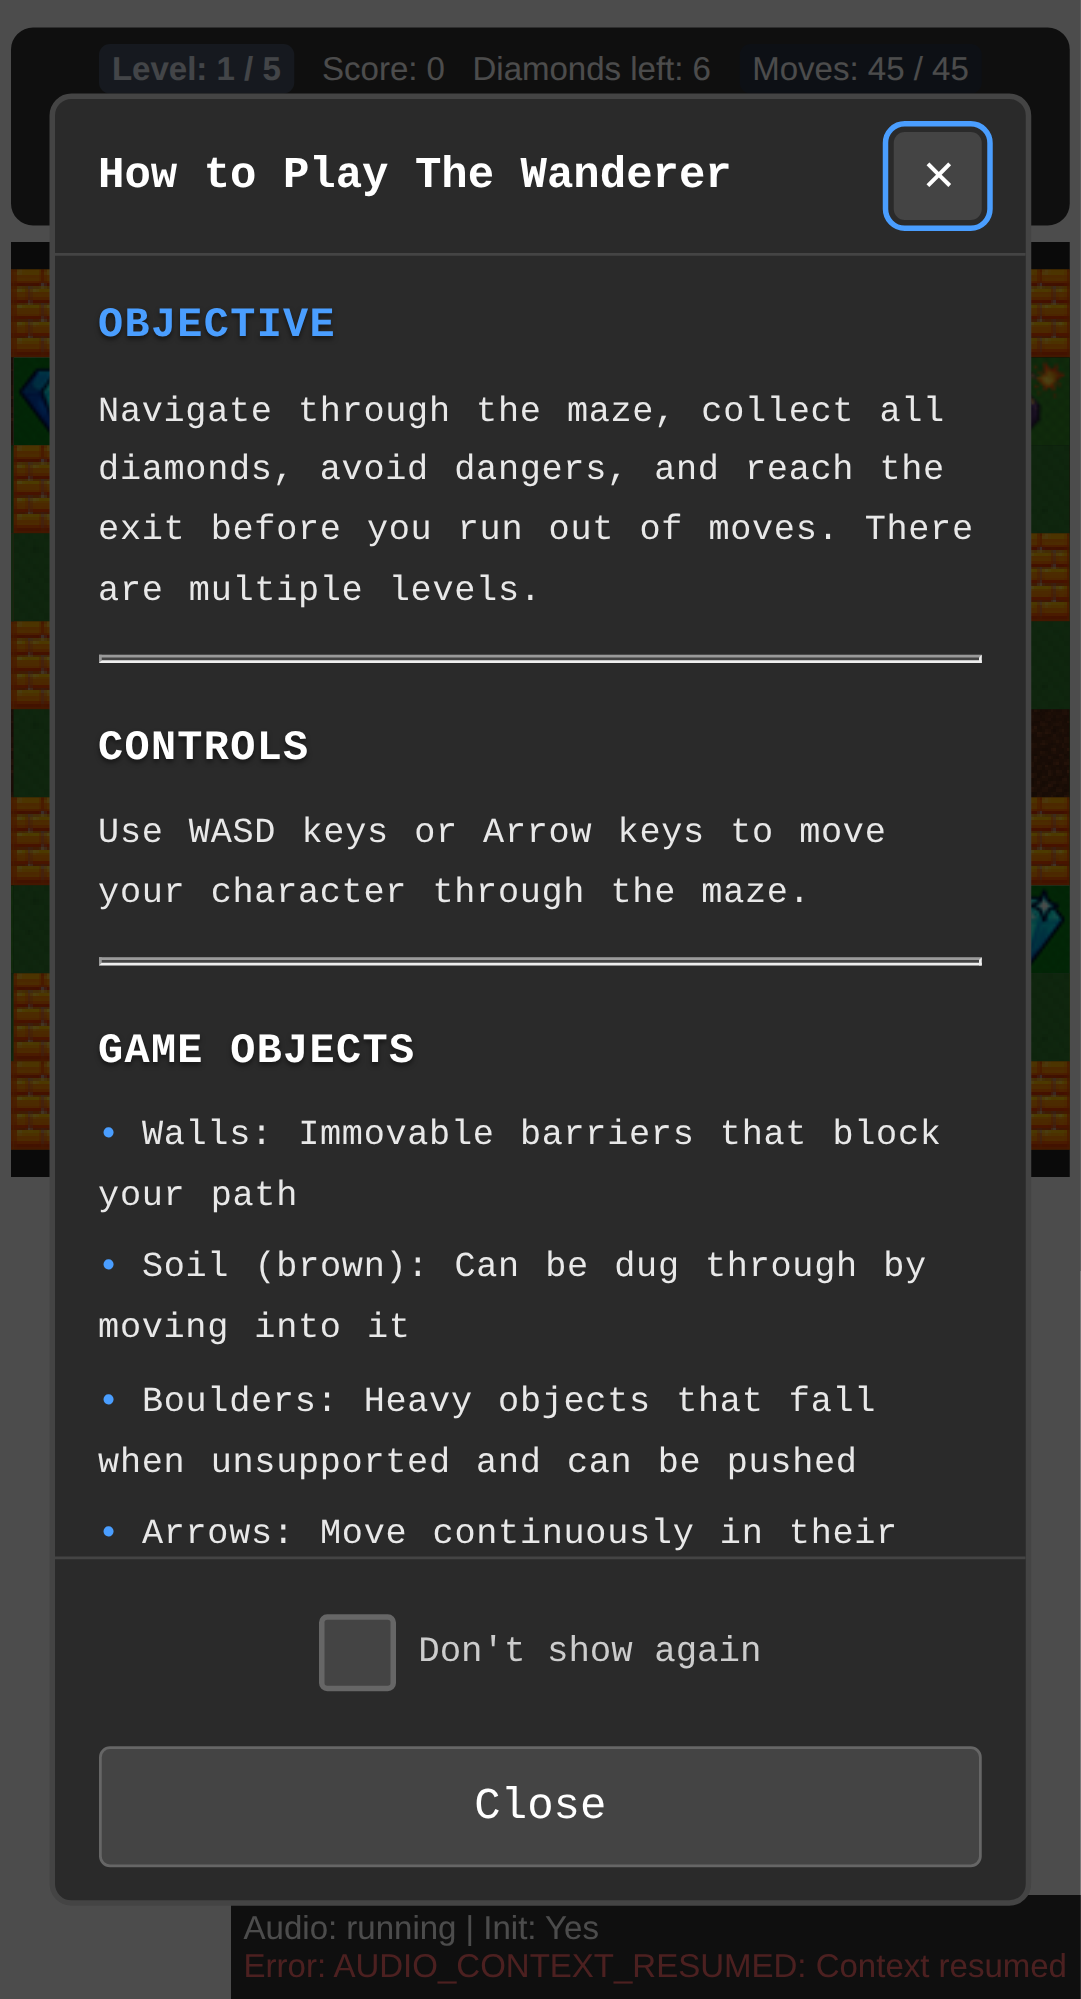 Level: 1 / 5 Score: 0 Diamonds left: 6 Moves: 45 / 45
How to Play The Wanderer
×
OBJECTIVE
Navigate through the maze, collect all
diamonds, avoid dangers, and reach the
exit before you run out of moves. There
are multiple levels.
CONTROLS
Use WASD keys or Arrow keys to move
your character through the maze.
GAME OBJECTS
• Walls: Immovable barriers that block
your path
• Soil (brown): Can be dug through by
moving into it
• Boulders: Heavy objects that fall
when unsupported and can be pushed
• Arrows: Move continuously in their
Don't show again
Close
Audio: running | Init: Yes
Error: AUDIO_CONTEXT_RESUMED: Context resumed